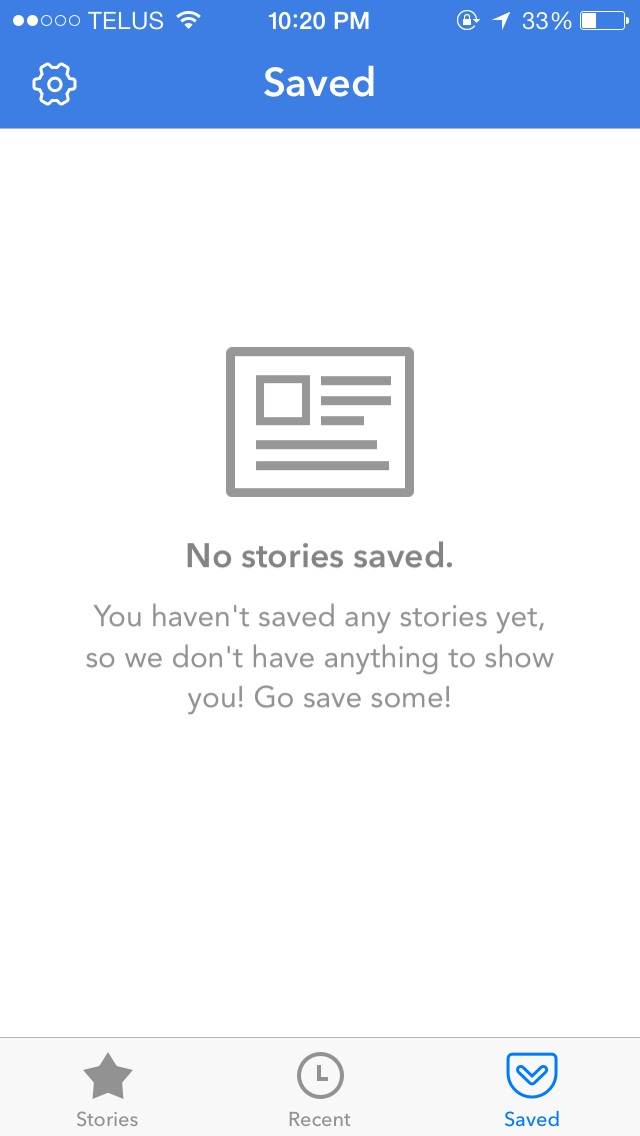 TELUS 10:20 PM 33%
Saved
No stories saved.
You haven't saved any stories yet,
so we don't have anything to show
you! Go save some!
Stories Recent Saved